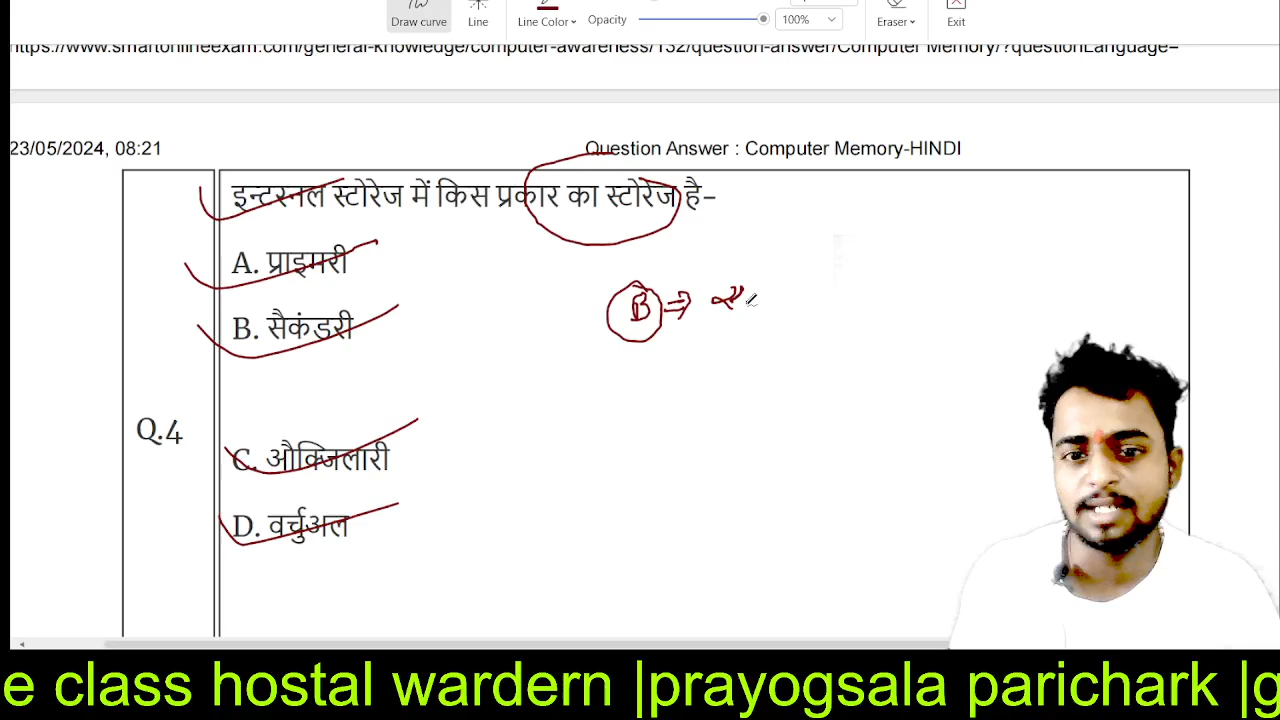 Draw curve Line Line Color Opacity 100% Eraser Exit
https://www.smartonlineexam.com/general-knowledge/computer-awareness/132/question-answer/Computer Memory/?questionLanguage=
23/05/2024, 08:21 Question Answer : Computer Memory-HINDI
इन्टरनल स्टोरेज में किस प्रकार का स्टोरेज है-
A. प्राइमरी
B. सैकंडरी
B ⇒
Q.4
C. औक्जिलारी
D. वर्चुअल
e class hostal wardern |prayogsala parichark |g